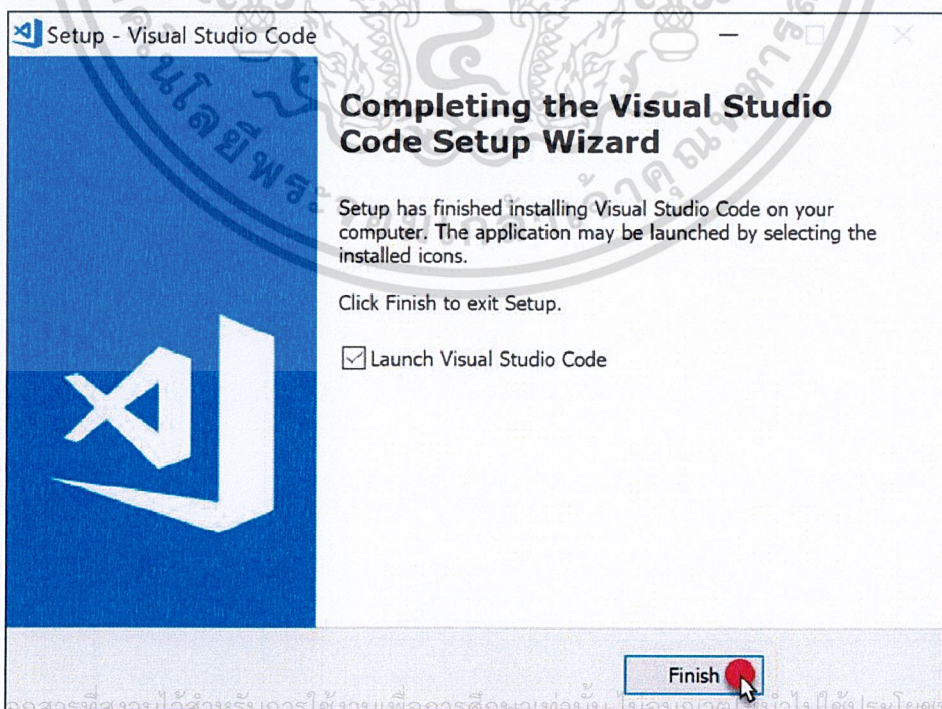 Setup - Visual Studio Code
Completing the Visual Studio
Code Setup Wizard
Setup has finished installing Visual Studio Code on your
computer. The application may be launched by selecting the
installed icons.
Click Finish to exit Setup.
Launch Visual Studio Code
Finish